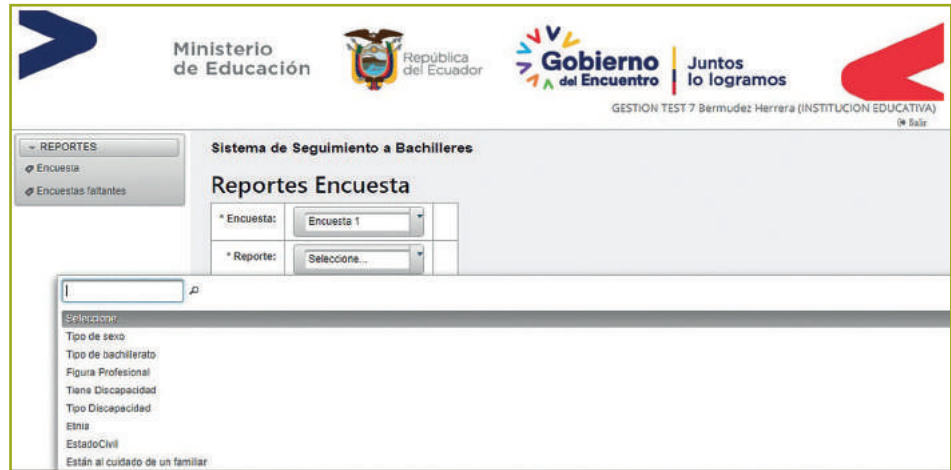 Ministerio
de Educación
República
del Ecuador
Gobierno
del Encuentro
Juntos
lo logramos
GESTION TEST 7 Bermudez Herrera (INSTITUCION EDUCATIVA)
Salir
REPORTES
Encuesta
Encuestas faltantes
Sistema de Seguimiento a Bachilleres
Reportes Encuesta
* Encuesta: Encuesta 1
* Reporte: Seleccione...
Seleccione...
Tipo de sexo
Tipo de bachillerato
Figura Profesional
Tiene Discapacidad
Tipo Discapacidad
Etnia
EstadoCivil
Están al cuidado de un familiar